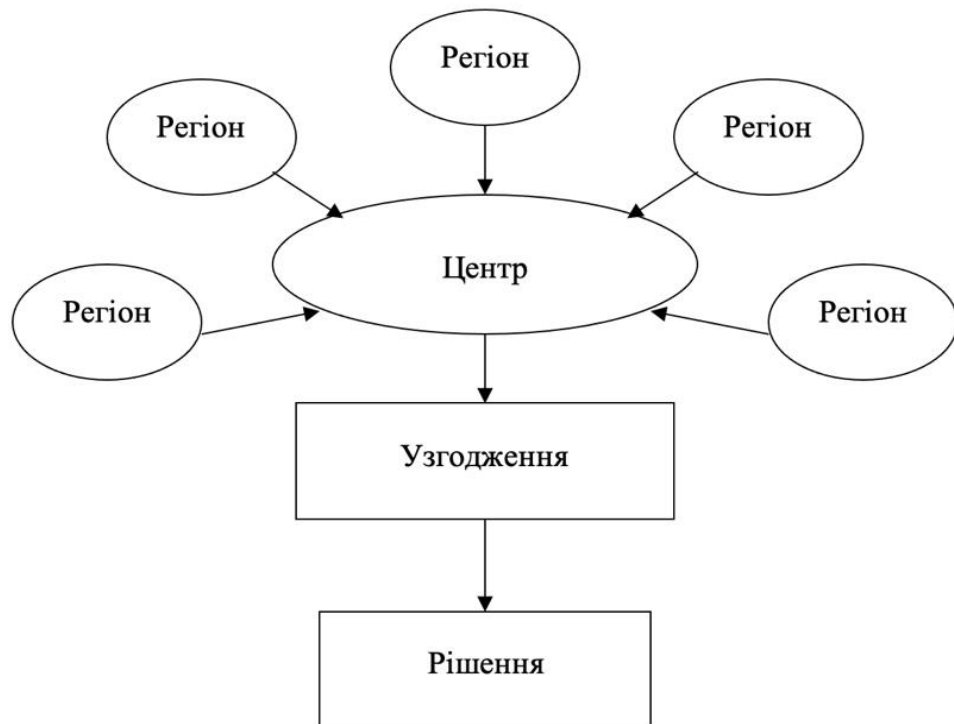 Регіон
Регіон
Регіон
Регіон
Центр
Регіон
Узгодження
Рішення